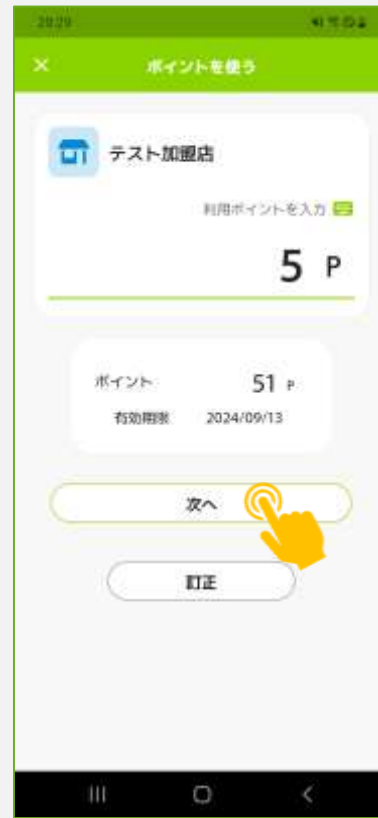 20:29
ポイントを使う
テスト加盟店
利用ポイントを入力
5 P
ポイント 51 P
有効期限 2024/09/13
次へ
訂正